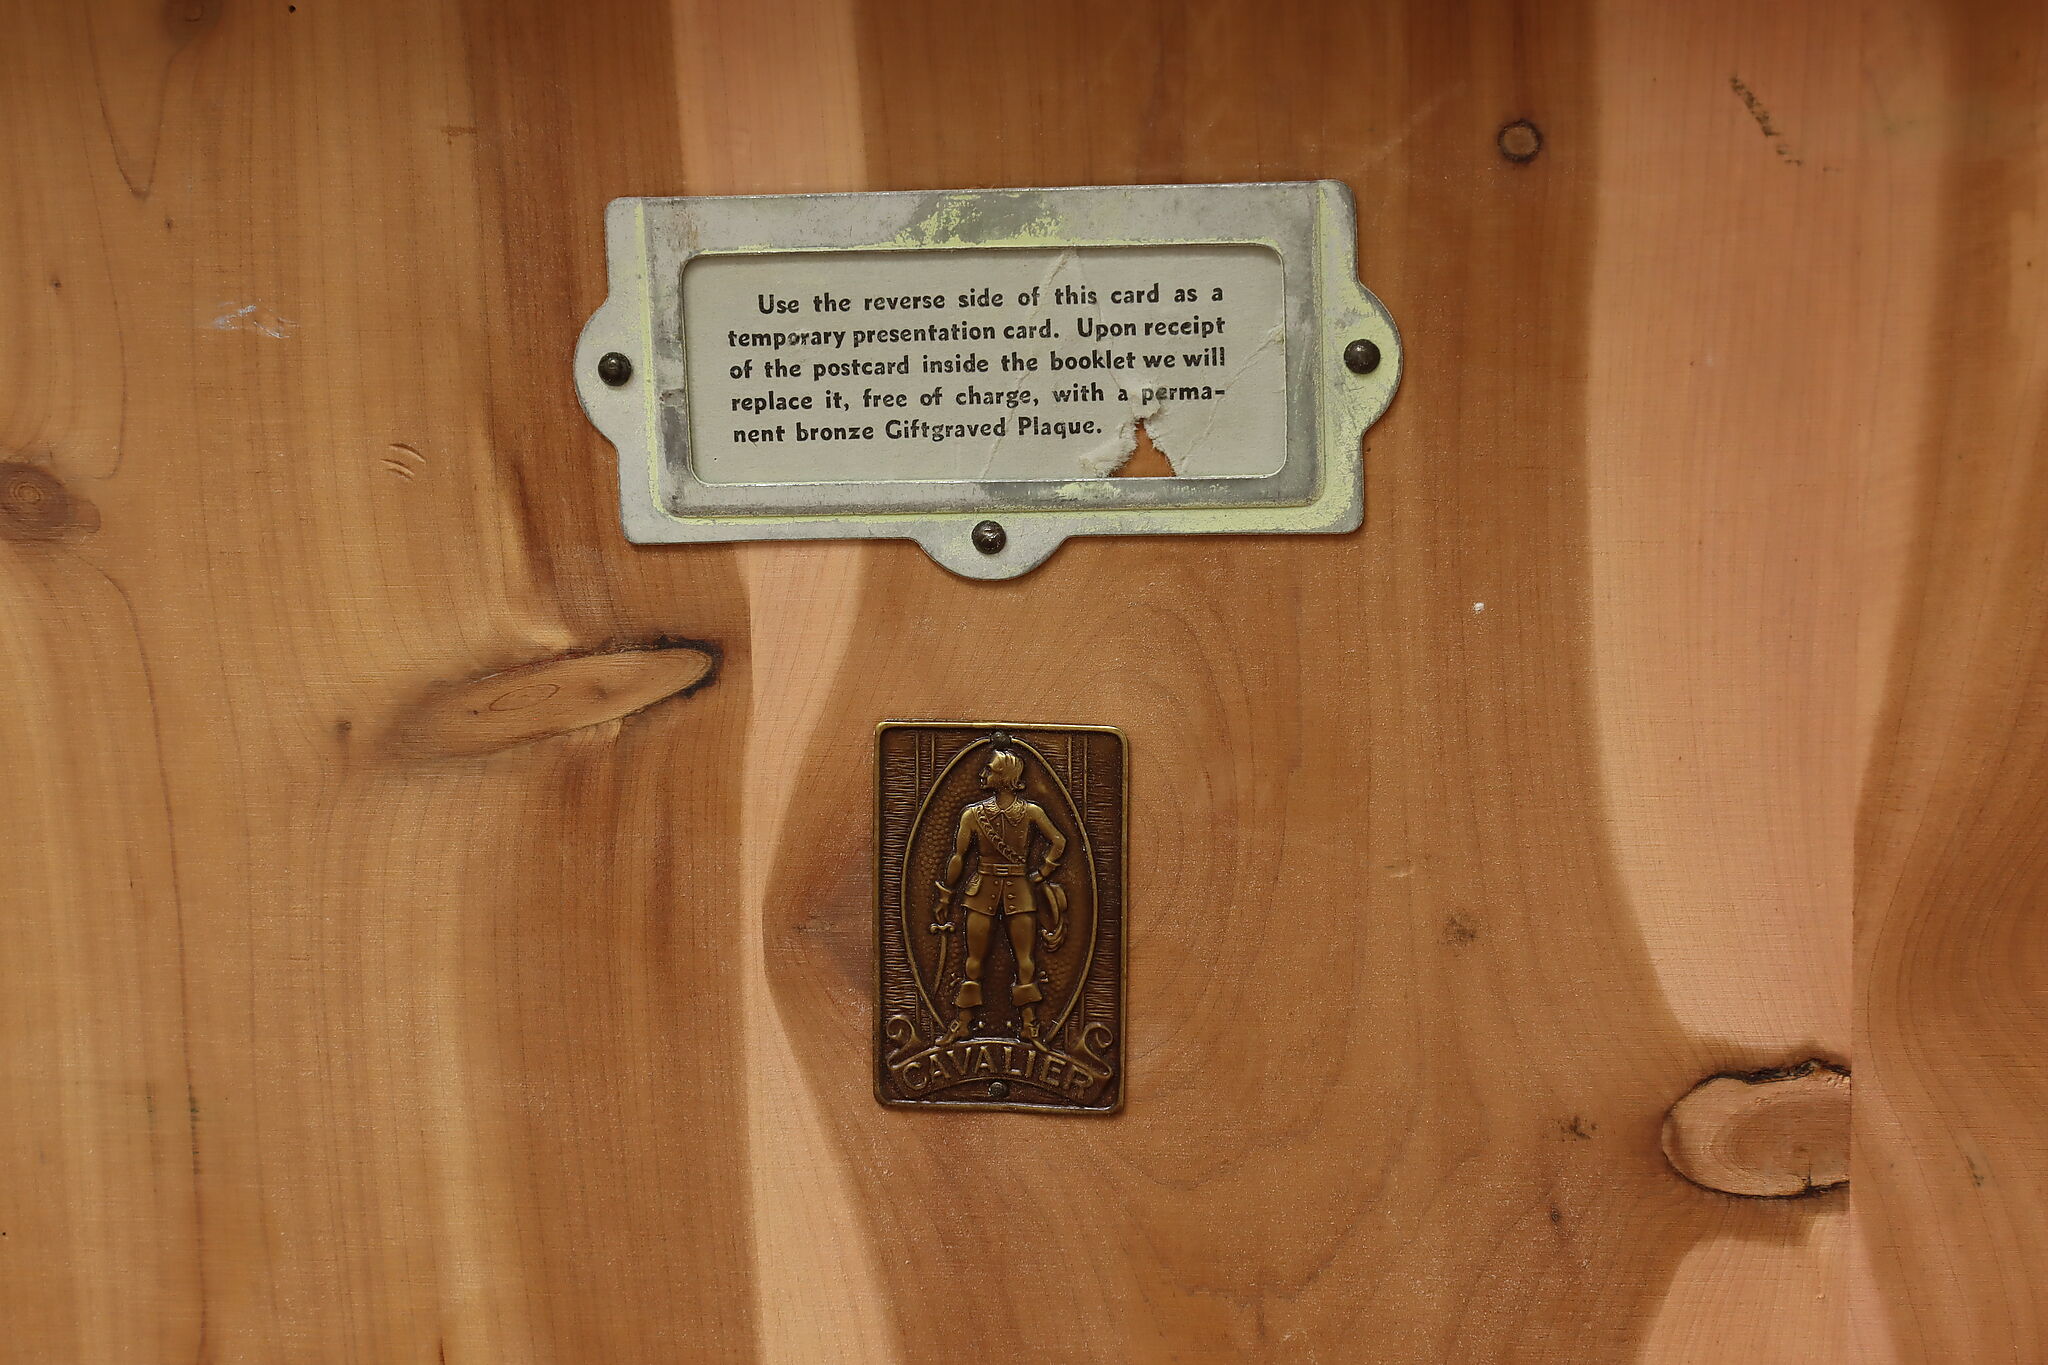 Use the reverse side of this card as a
temporary presentation card. Upon receipt
of the postcard inside the booklet we will
replace it, free of charge, with a perma-
nent bronze Giftgraved Plaque.
CAVALIER